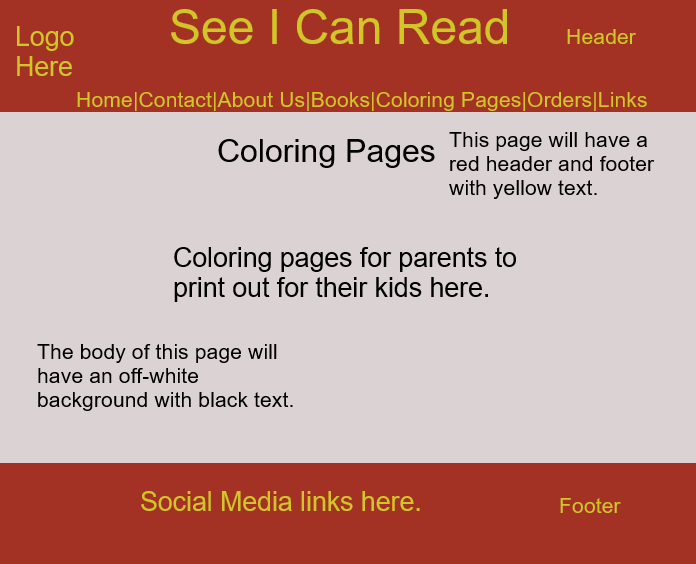 See I Can Read
Logo
Here
Header
Home|Contact|About Us|Books|Coloring Pages|Orders|Links
Coloring Pages
This page will have a
red header and footer
with yellow text.
Coloring pages for parents to
print out for their kids here.
The body of this page will
have an off-white
background with black text.
Social Media links here.
Footer